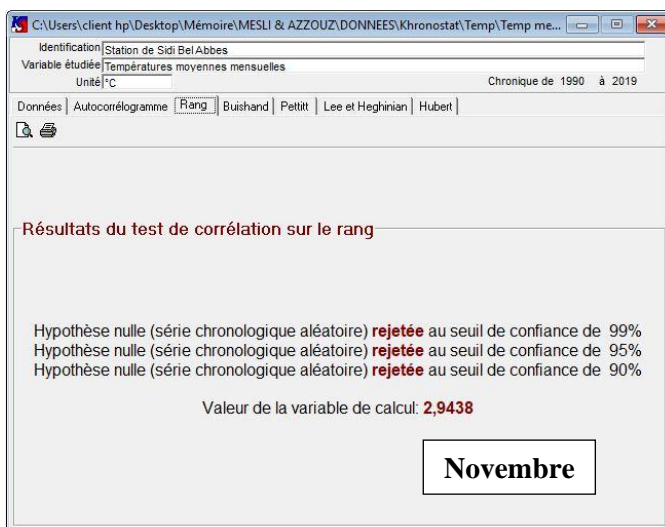 C:\Users\client hp\Desktop\Mémoire\MESLI & AZZOUZ\DONNEES\Khronostat\Temp\Temp me...
Identification Station de Sidi Bel Abbes
Variable étudiée Températures moyennes mensuelles
Unité °C Chronique de 1990 à 2019
Données Autocorrélogramme Rang Buishand Pettitt Lee et Heghinian Hubert
Résultats du test de corrélation sur le rang
Hypothèse nulle (série chronologique aléatoire) rejetée au seuil de confiance de 99%
Hypothèse nulle (série chronologique aléatoire) rejetée au seuil de confiance de 95%
Hypothèse nulle (série chronologique aléatoire) rejetée au seuil de confiance de 90%
Valeur de la variable de calcul: 2,9438
Novembre